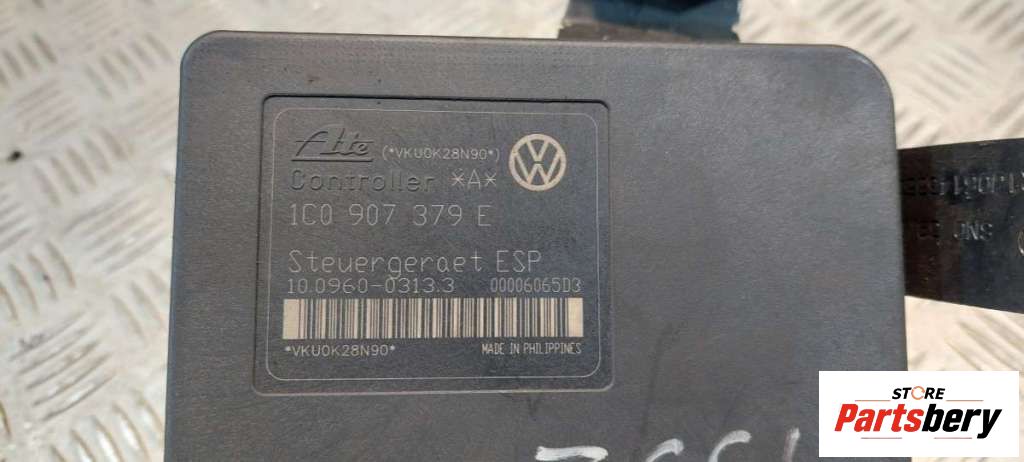 Ate (*VKU0K28N90*)
Controller *A*
1C0 907 379 E
Steuergeraet ESP
10.0960-0313.3 00006065D3
*VKU0K28N90*
MADE IN PHILIPPINES
STORE
Partsbery